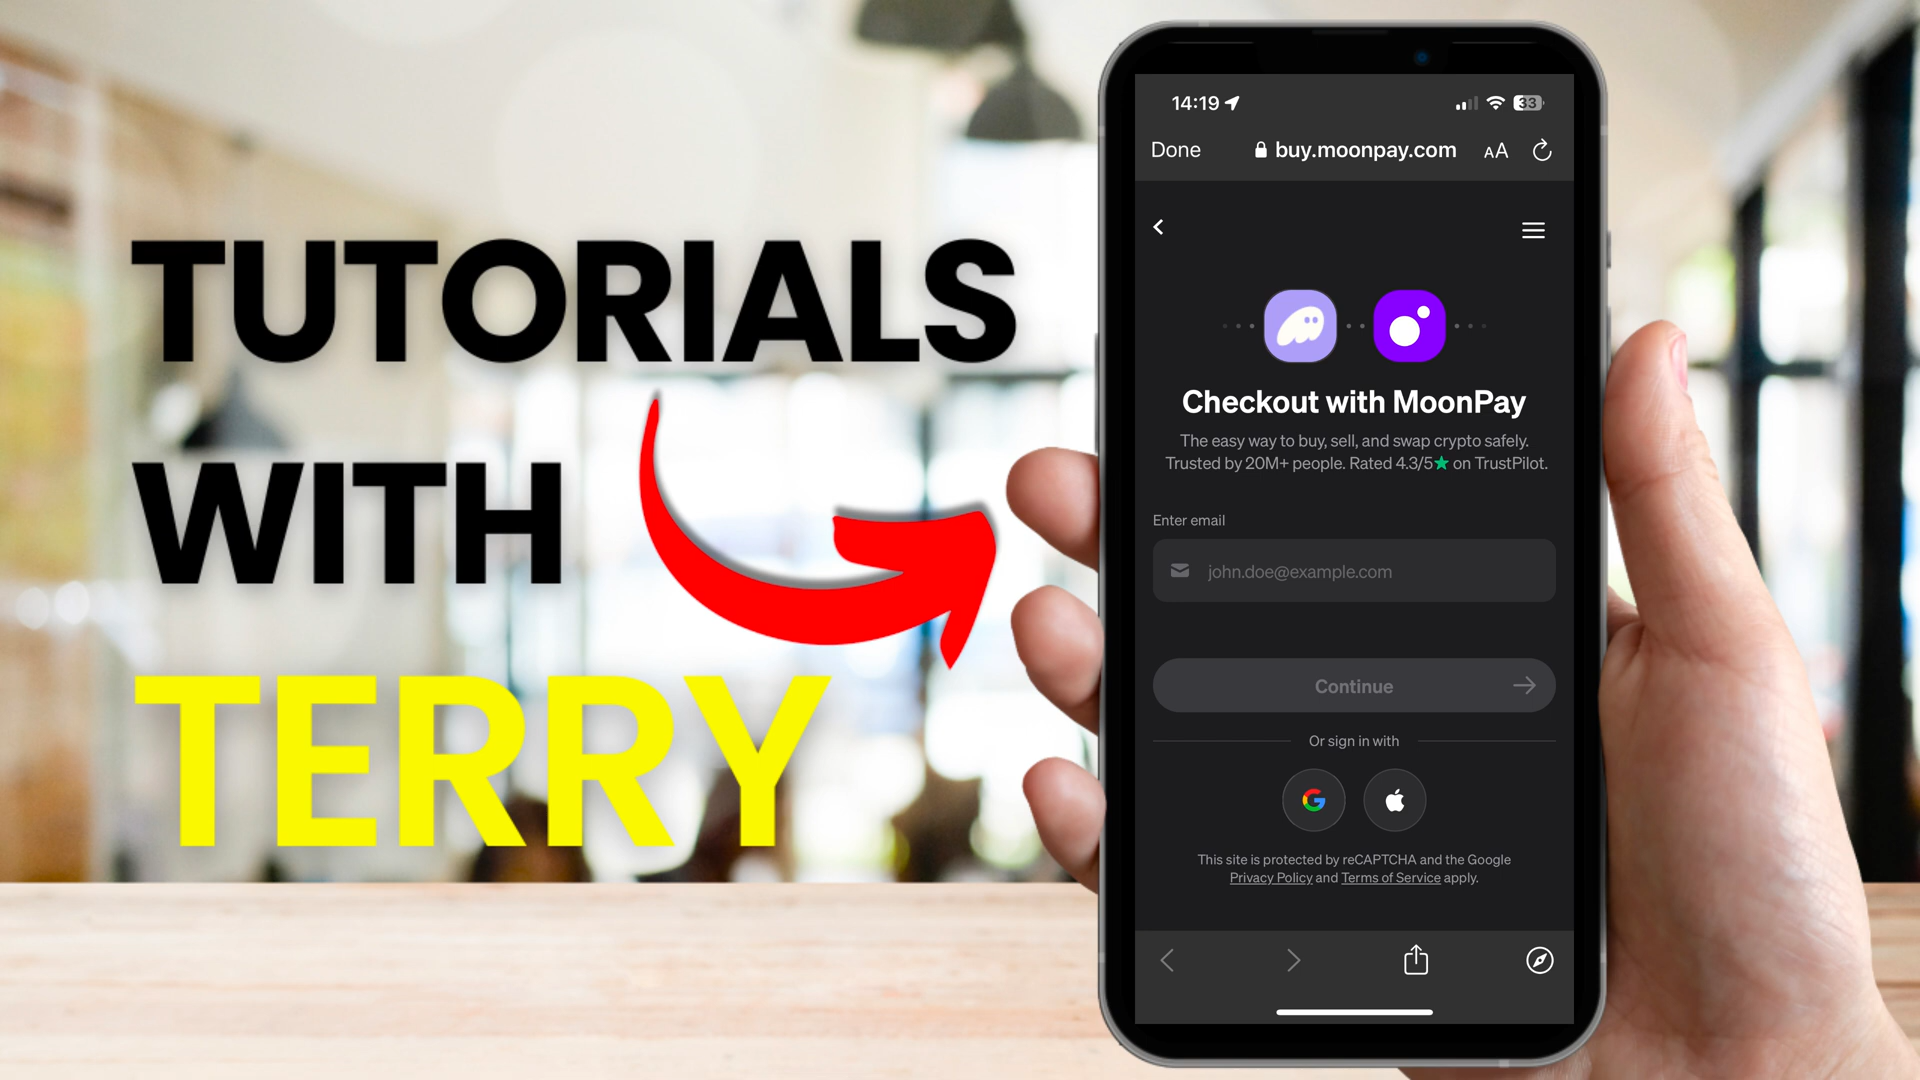 TUTORIALS
WITH
TERRY
14:19
33
Done
buy.moonpay.com
AA
Checkout with MoonPay
The easy way to buy, sell, and swap crypto safely.
Trusted by 20M+ people. Rated 4.3/5★ on TrustPilot.
Enter email
john.doe@example.com
Continue
Or sign in with
This site is protected by reCAPTCHA and the Google
Privacy Policy and Terms of Service apply.